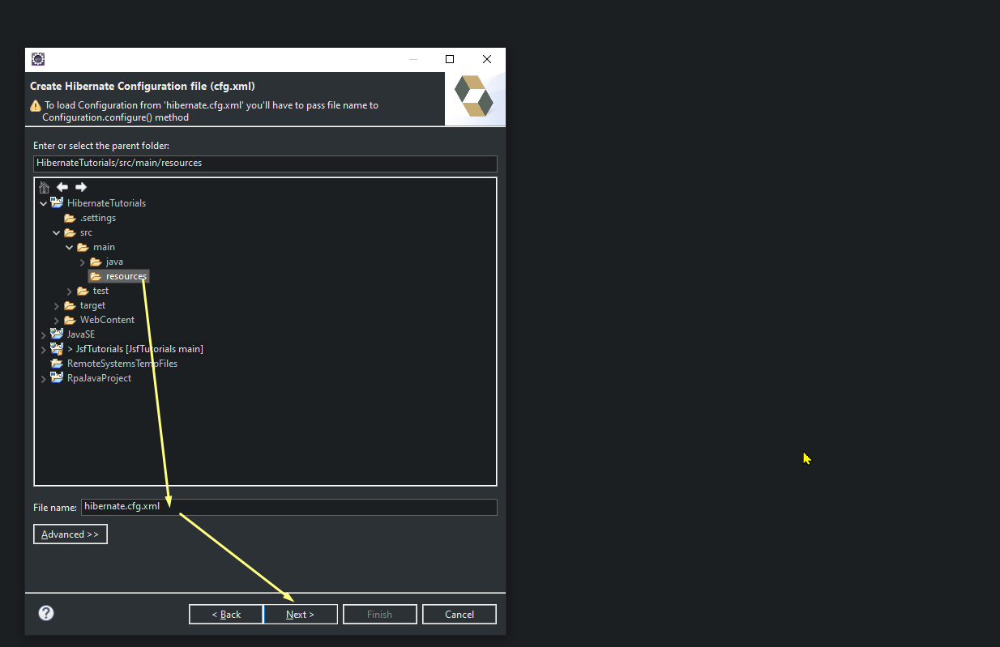 Create Hibernate Configuration file (cfg.xml)
To load Configuration from 'hibernate.cfg.xml' you'll have to pass file name to
Configuration.configure() method
Enter or select the parent folder:
HibernateTutorials/src/main/resources
HibernateTutorials
.settings
src
main
java
resources
test
target
WebContent
JavaSE
> JsfTutorials [JsfTutorials main]
RemoteSystemsTempFiles
RpaJavaProject
File name: hibernate.cfg.xml
Advanced >>
< Back Next > Finish Cancel